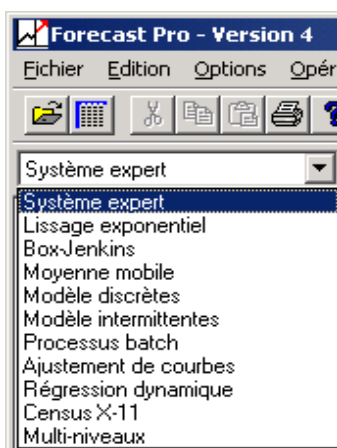 Forecast Pro - Version 4
Fichier Edition Options Opér
Système expert
Système expert
Lissage exponentiel
Box-Jenkins
Moyenne mobile
Modèle discrètes
Modèle intermittentes
Processus batch
Ajustement de courbes
Régression dynamique
Census X-11
Multi-niveaux